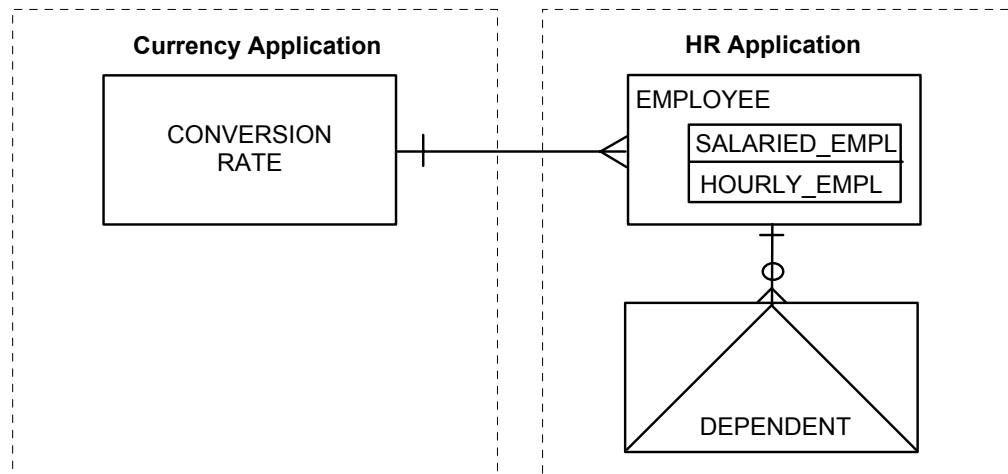 Currency Application
CONVERSION
RATE
HR Application
EMPLOYEE
SALARIED_EMPL
HOURLY_EMPL
DEPENDENT